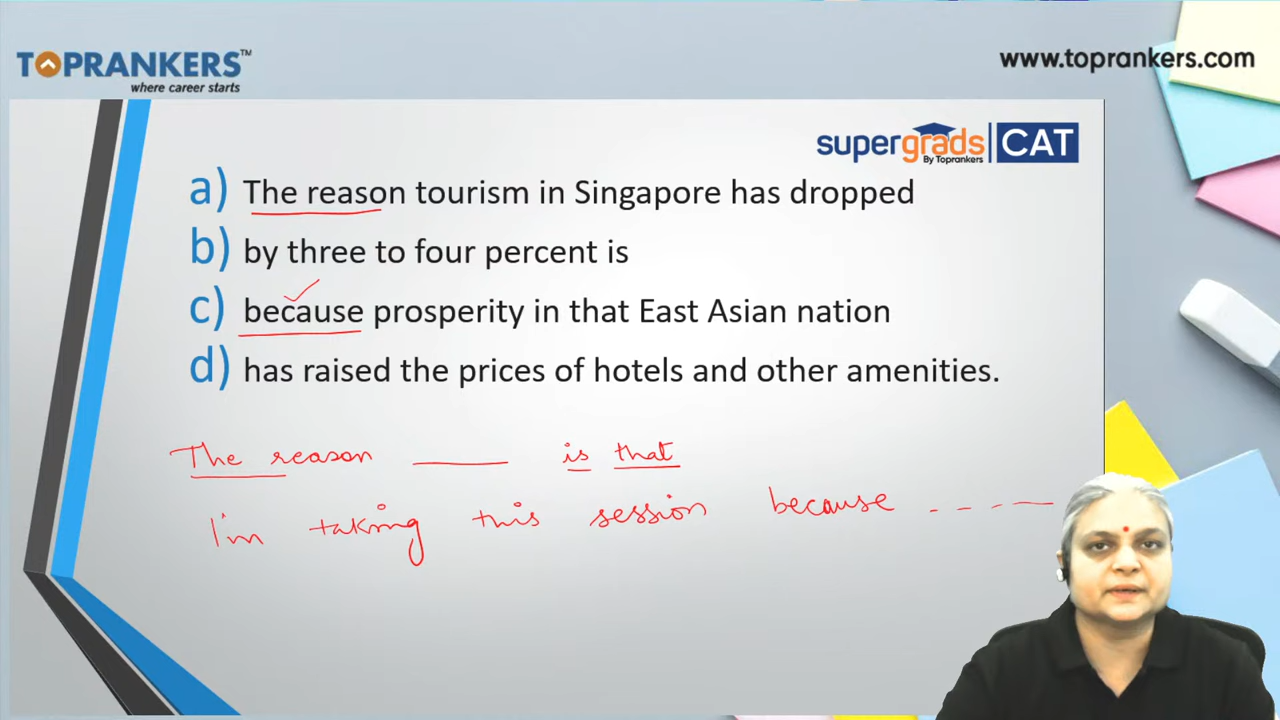 TOPRANKERS™
where career starts
www.toprankers.com
supergrads | CAT
By Toprankers
a) The reason tourism in Singapore has dropped
b) by three to four percent is
c) because prosperity in that East Asian nation
d) has raised the prices of hotels and other amenities.
The reason ____ is that
I'm taking this session because _ _ _ __